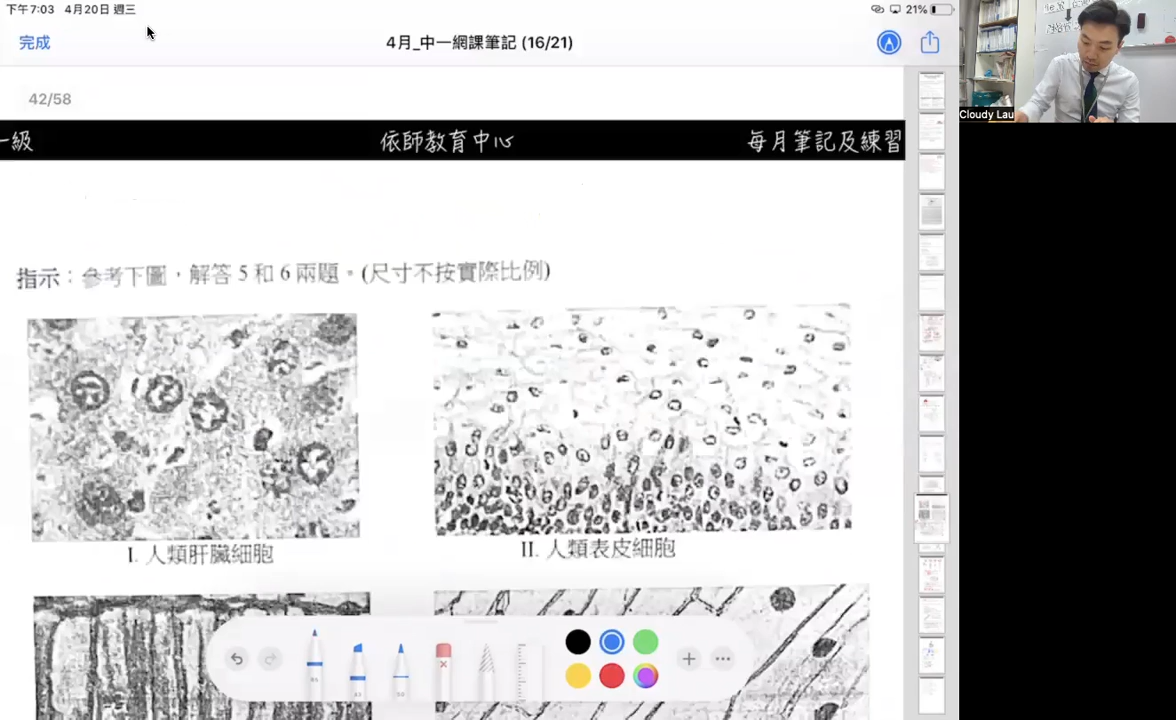 下午7:03 4月20日 週三
21%
完成
4月_中一網課筆記 (16/21)
Cloudy Lau
42/58
一級
依師教育中心
每月筆記及練習
指示：參考下圖，解答 5 和 6 兩題。(尺寸不按實際比例)
I. 人類肝臟細胞
II. 人類表皮細胞